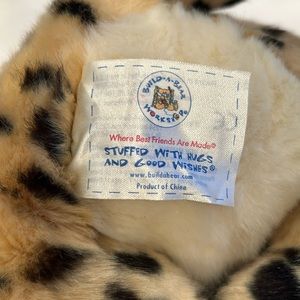 BUILD-A-BEAR
WORKSHOP
Where Best Friends Are Made®
STUFFED WITH HUGS
AND GOOD WISHES®
www.buildabear.com
Product of China